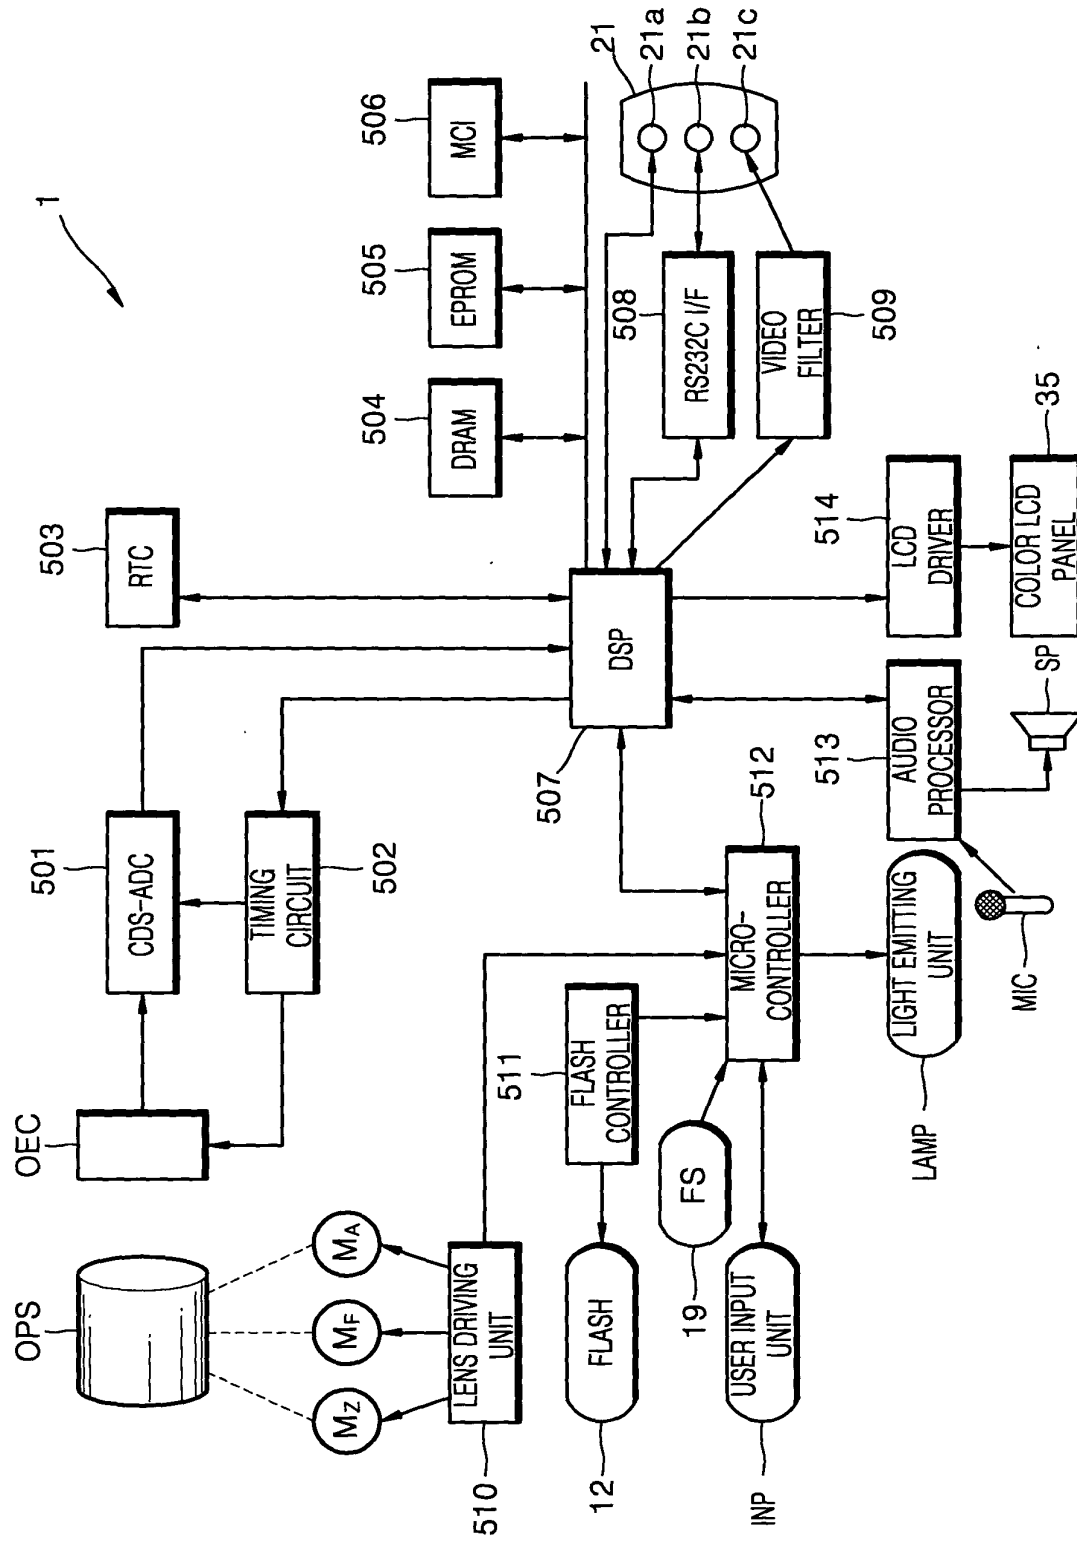 1
OPS
OEC
501
CDS-ADC
503
RTC
506
MCI
505
EPROM
504
DRAM
TIMING
CIRCUIT
502
MA
MF
MZ
LENS DRIVING
UNIT
510
507
DSP
21
21a
21b
21c
508
RS232C I/F
VIDEO
FILTER
509
511
FLASH
CONTROLLER
FLASH
12
FS
19
MICRO-
CONTROLLER
512
USER INPUT
UNIT
INP
LIGHT EMITTING
UNIT
LAMP
513
AUDIO
PROCESSOR
MIC
SP
514
LCD
DRIVER
COLOR LCD
PANEL
35